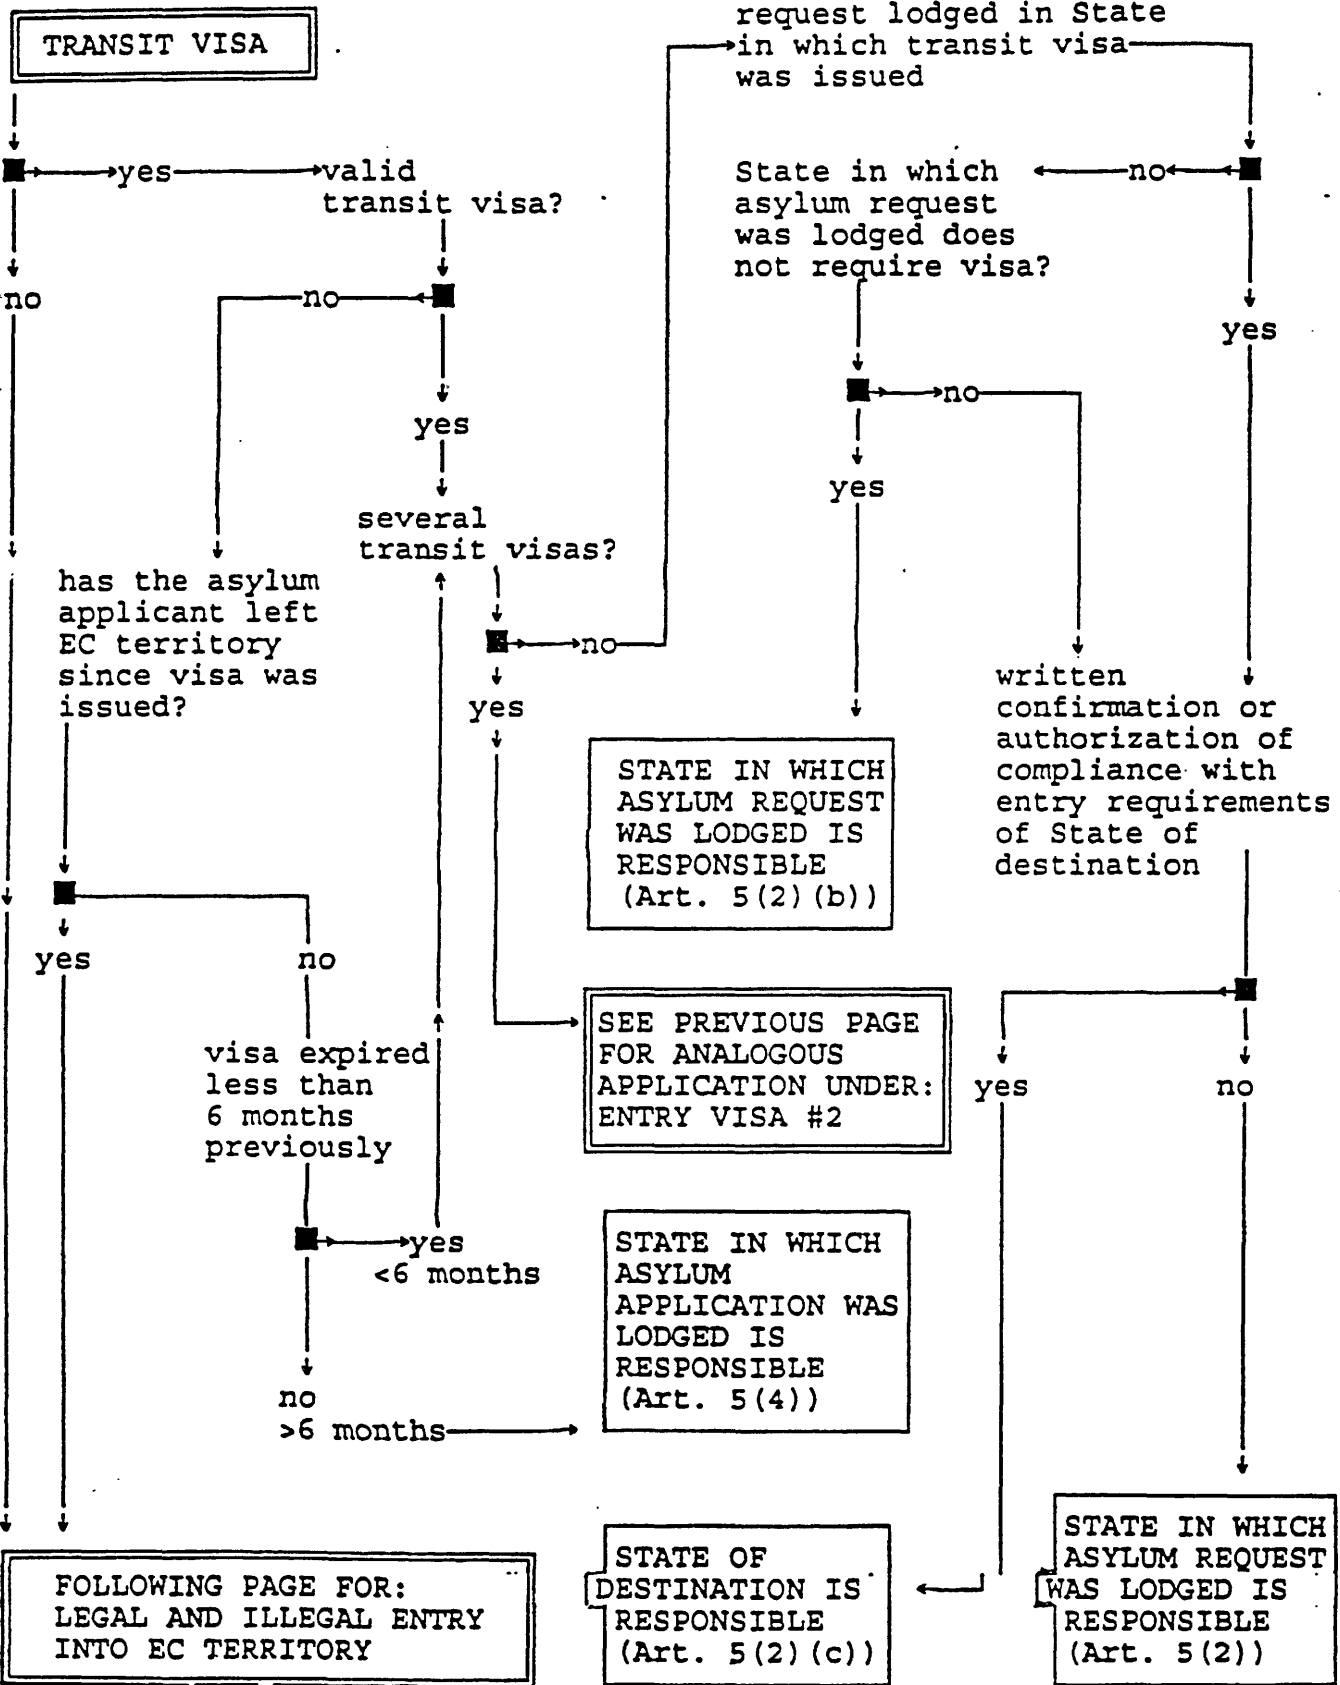 TRANSIT VISA
request lodged in State
in which transit visa
was issued
yes
valid
transit visa?
State in which
asylum request
was lodged does
not require visa?
no
no
no
yes
no
yes
yes
several
transit visas?
has the asylum
applicant left
EC territory
since visa was
issued?
no
yes
written
confirmation or
authorization of
compliance with
entry requirements
of State of
destination
STATE IN WHICH
ASYLUM REQUEST
WAS LODGED IS
RESPONSIBLE
(Art. 5(2)(b))
yes
no
SEE PREVIOUS PAGE
FOR ANALOGOUS
APPLICATION UNDER:
ENTRY VISA #2
visa expired
less than
6 months
previously
yes
no
yes
<6 months
STATE IN WHICH
ASYLUM
APPLICATION WAS
LODGED IS
RESPONSIBLE
(Art. 5(4))
no
>6 months
FOLLOWING PAGE FOR:
LEGAL AND ILLEGAL ENTRY
INTO EC TERRITORY
STATE OF
DESTINATION IS
RESPONSIBLE
(Art. 5(2)(c))
STATE IN WHICH
ASYLUM REQUEST
WAS LODGED IS
RESPONSIBLE
(Art. 5(2))